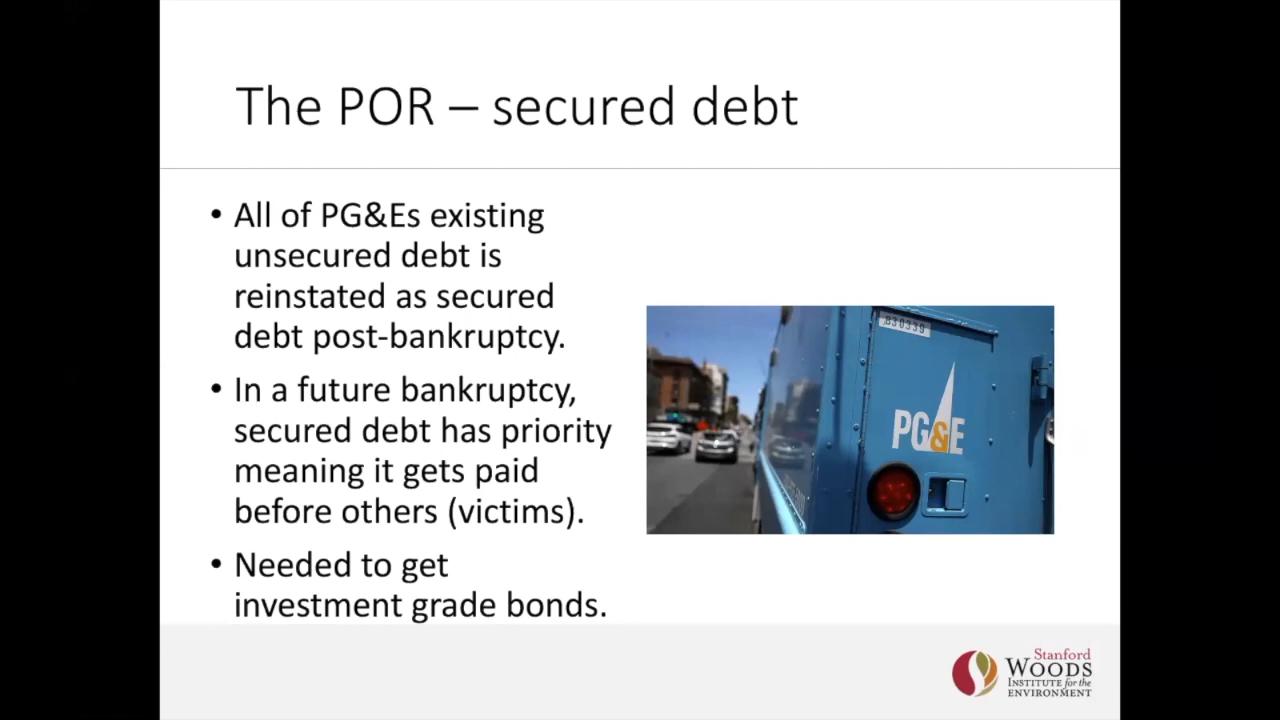 The POR – secured debt
• All of PG&Es existing
unsecured debt is
reinstated as secured
debt post-bankruptcy.
• In a future bankruptcy,
secured debt has priority
meaning it gets paid
before others (victims).
• Needed to get
investment grade bonds.
B30339
PG&E
Stanford
WOODS
INSTITUTE for the
ENVIRONMENT